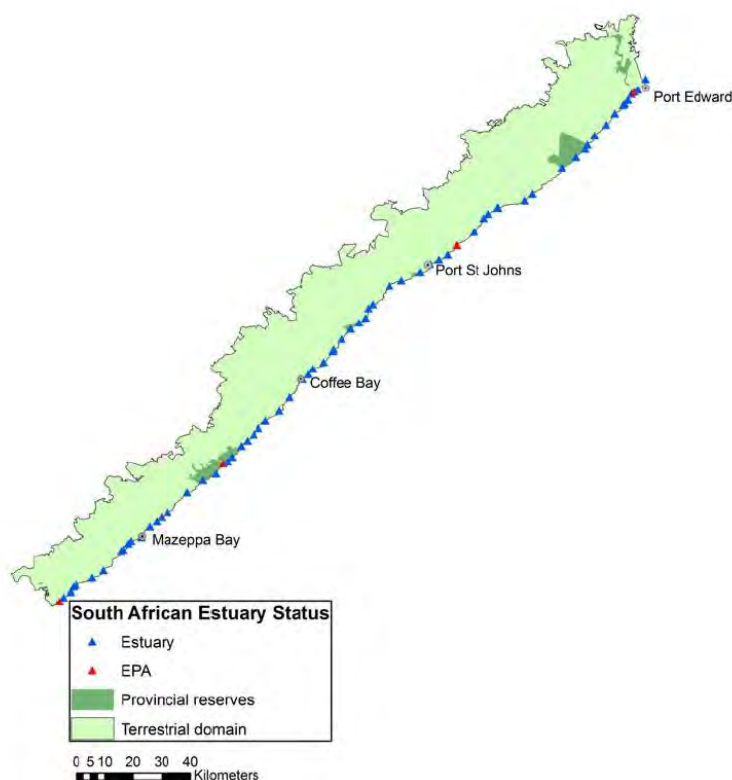 Port Edward
Port St Johns
Coffee Bay
Mazeppa Bay
South African Estuary Status
Estuary
EPA
Provincial reserves
Terrestrial domain
0 5 10 20 30 40
Kilometers